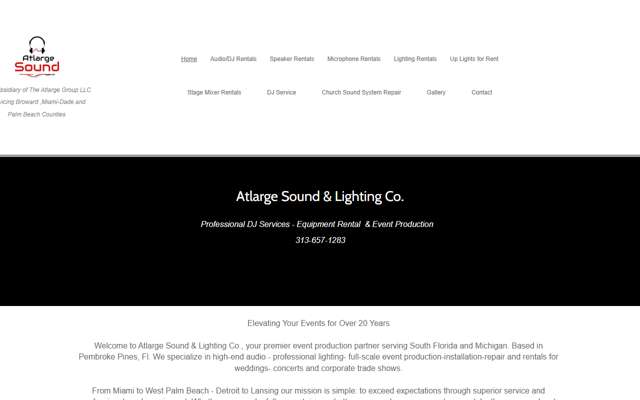 Atlarge
Sound
sidiary of The Atlarge Group LLC
icing Broward ,Miami-Dade and
Palm Beach Counties
Home Audio/DJ Rentals Speaker Rentals Microphone Rentals Lighting Rentals Up Lights for Rent
Stage Mixer Rentals DJ Service Church Sound System Repair Gallery Contact
Atlarge Sound & Lighting Co.
Professional DJ Services - Equipment Rental & Event Production
313-657-1283
Elevating Your Events for Over 20 Years
Welcome to Atlarge Sound & Lighting Co., your premier event production partner serving South Florida and Michigan. Based in
Pembroke Pines, Fl. We specialize in high-end audio - professional lighting- full-scale event production-installation-repair and rentals for
weddings- concerts and corporate trade shows.
From Miami to West Palm Beach - Detroit to Lansing our mission is simple: to exceed expectations through superior service and